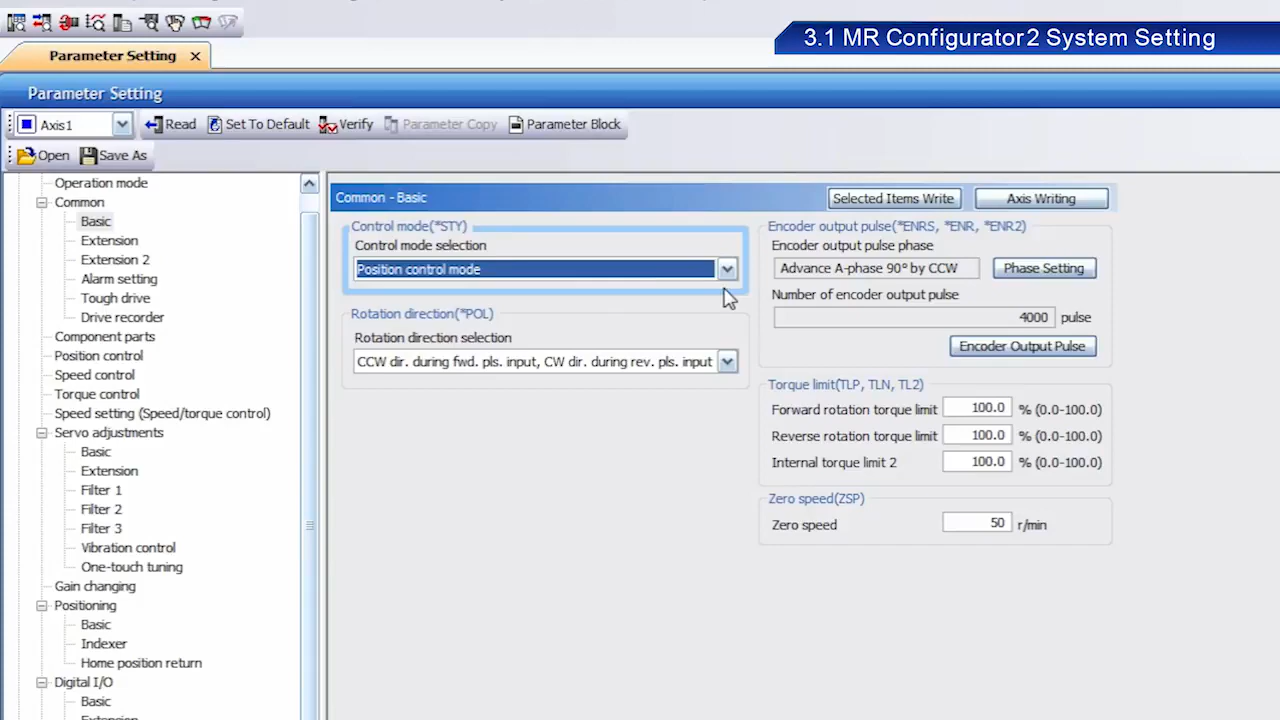 3.1 MR Configurator2 System Setting
Parameter Setting
Parameter Setting
Axis1
Read
Set To Default
Verify
Parameter Copy
Parameter Block
Open
Save As
Operation mode
Common
Basic
Extension
Extension 2
Alarm setting
Tough drive
Drive recorder
Component parts
Position control
Speed control
Torque control
Speed setting (Speed/torque control)
Servo adjustments
Basic
Extension
Filter 1
Filter 2
Filter 3
Vibration control
One-touch tuning
Gain changing
Positioning
Basic
Indexer
Home position return
Digital I/O
Basic
Extension
Common - Basic
Selected Items Write
Axis Writing
Control mode(*STY)
Control mode selection
Position control mode
Rotation direction(*POL)
Rotation direction selection
CCW dir. during fwd. pls. input, CW dir. during rev. pls. input
Encoder output pulse(*ENRS, *ENR, *ENR2)
Encoder output pulse phase
Advance A-phase 90° by CCW
Phase Setting
Number of encoder output pulse
4000 pulse
Encoder Output Pulse
Torque limit(TLP, TLN, TL2)
Forward rotation torque limit 100.0 % (0.0-100.0)
Reverse rotation torque limit 100.0 % (0.0-100.0)
Internal torque limit 2 100.0 % (0.0-100.0)
Zero speed(ZSP)
Zero speed 50 r/min